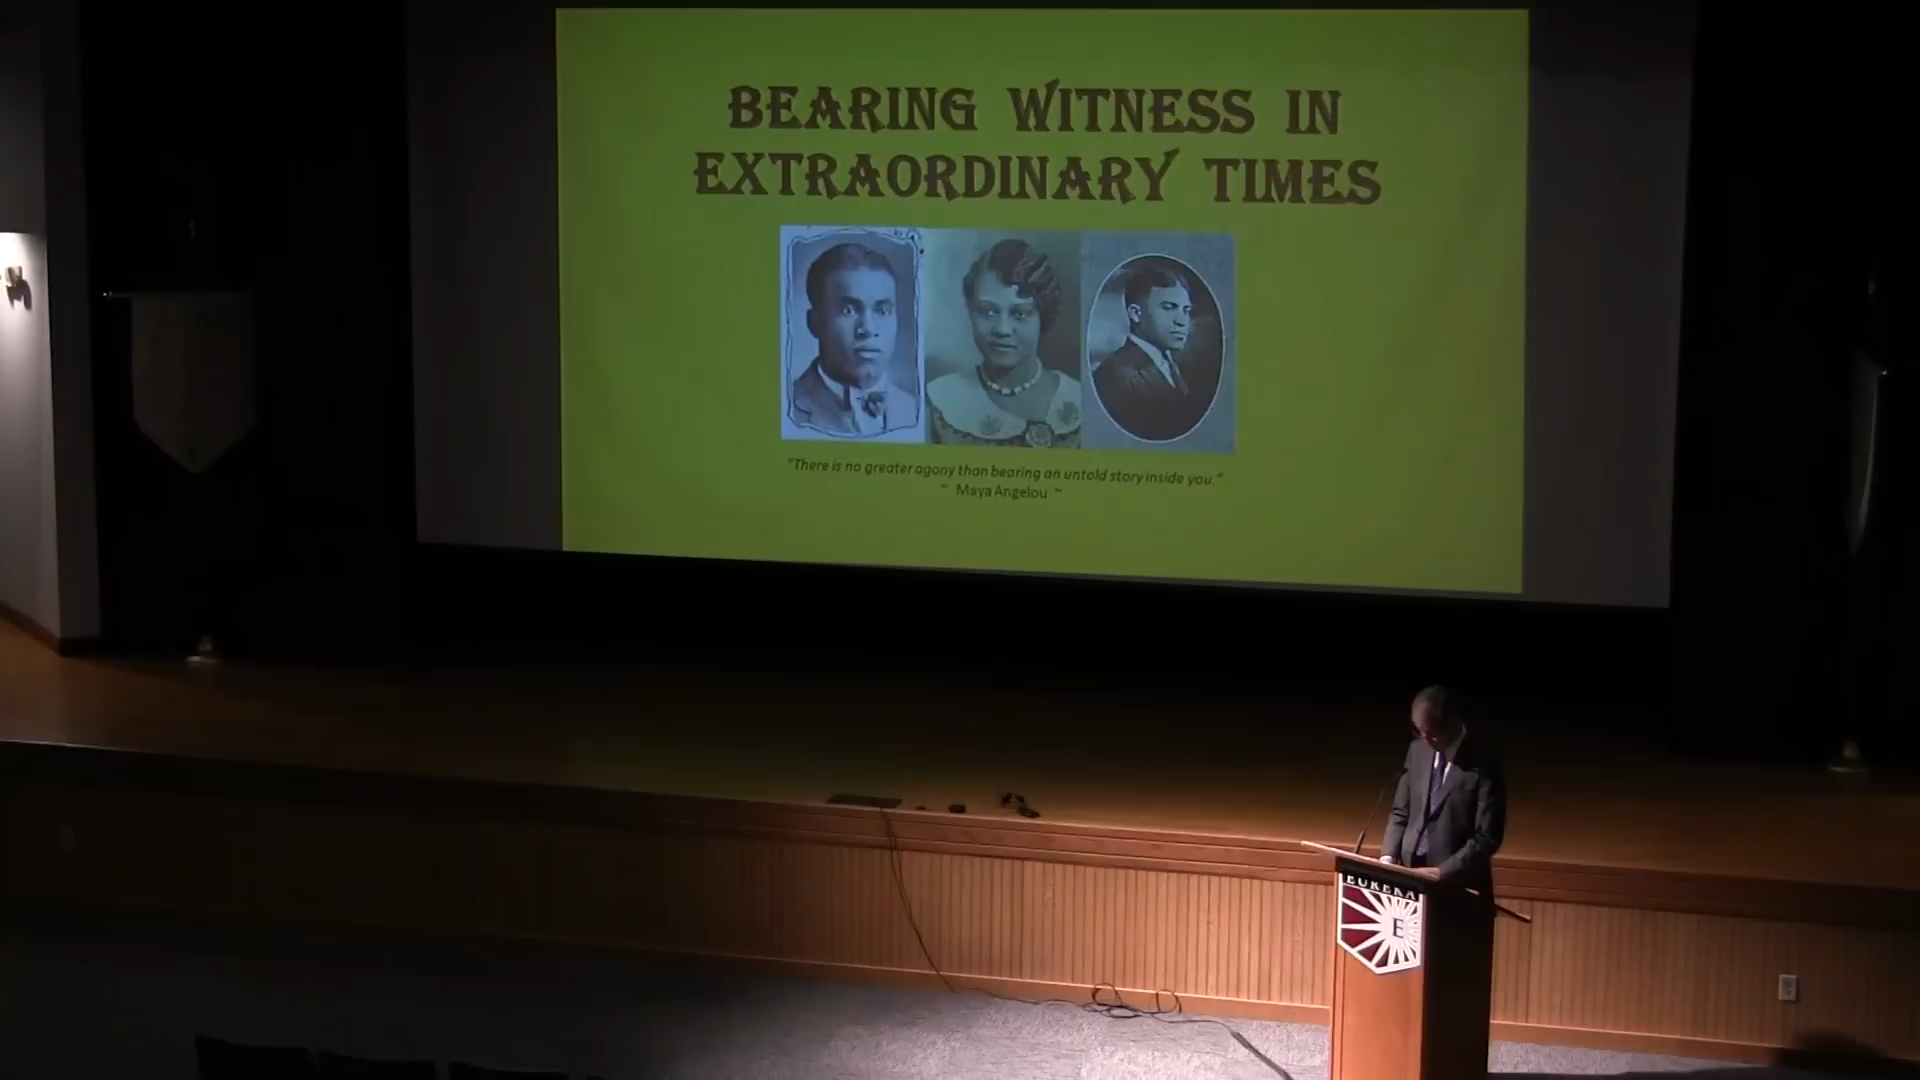 BEARING WITNESS IN
EXTRAORDINARY TIMES
"There is no greater agony than bearing an untold story inside you."
~ Maya Angelou ~
EUREKA
E